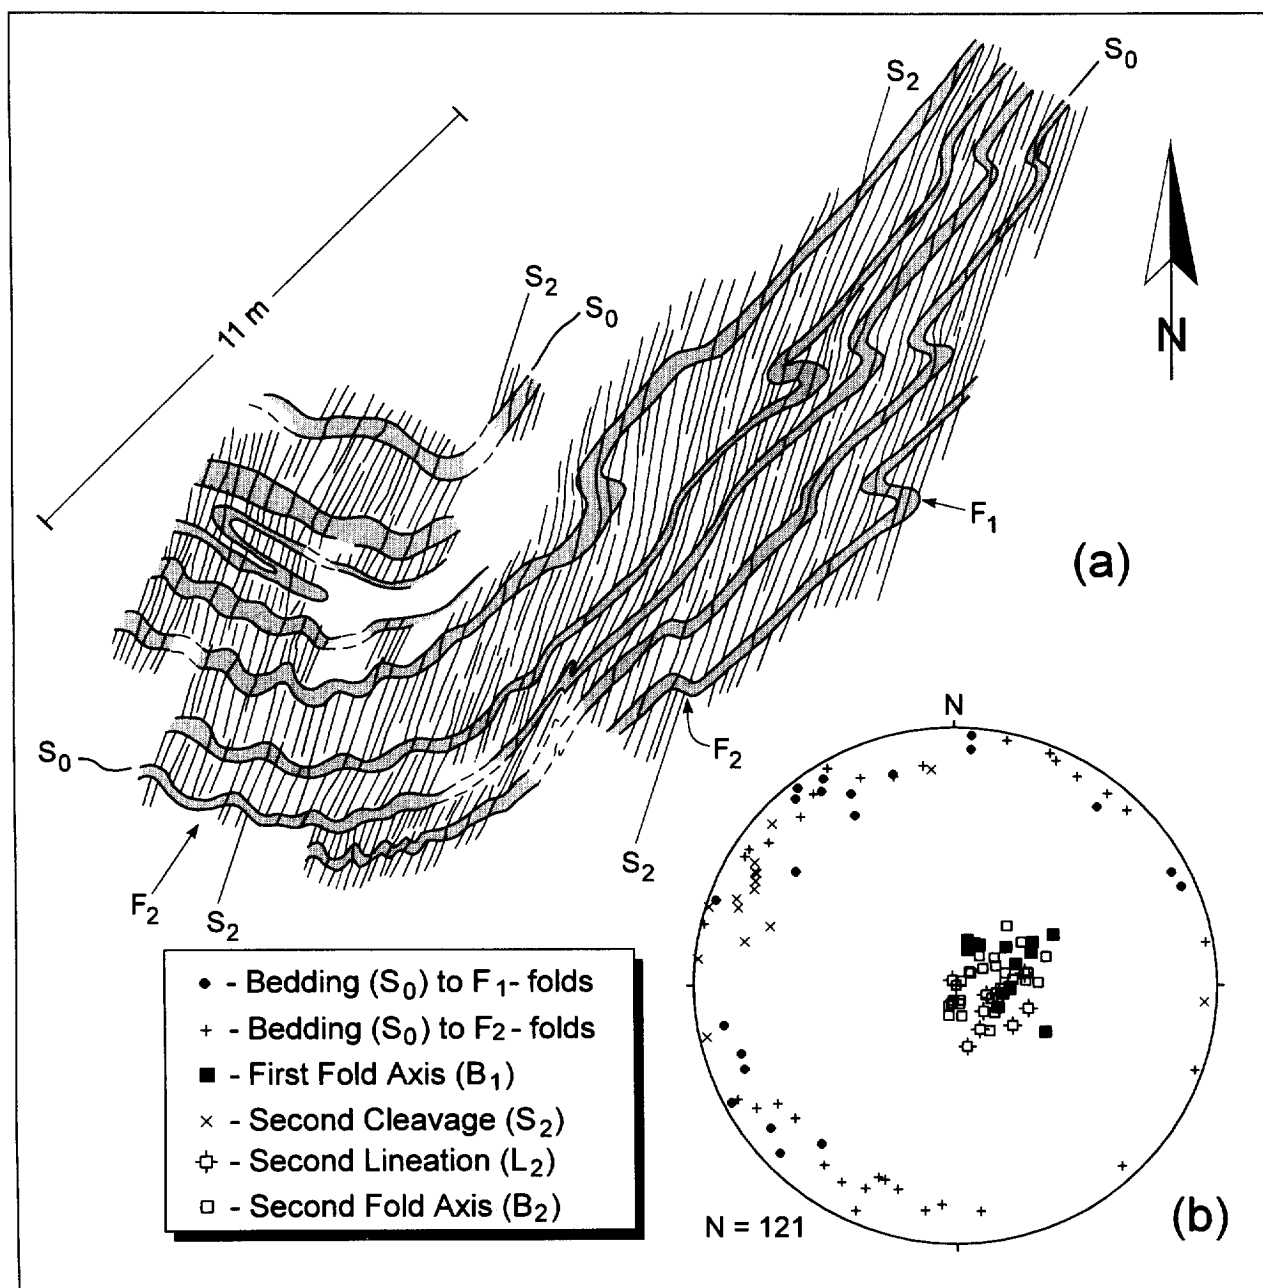 S₀
S₂
11 m
S₂
S₀
N
F₁
(a)
S₀
F₂
S₂
F₂
S₂
N
● - Bedding (S₀) to F₁- folds
+ - Bedding (S₀) to F₂- folds
■ - First Fold Axis (B₁)
× - Second Cleavage (S₂)
- Second Lineation (L₂)
□ - Second Fold Axis (B₂)
N = 121
(b)